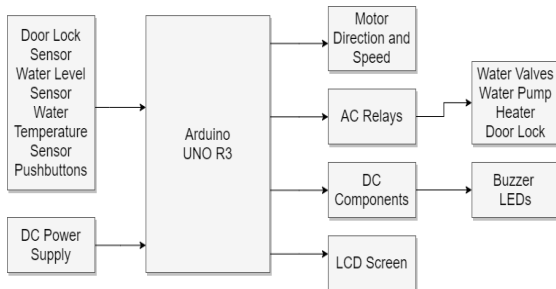 Door Lock
Sensor
Water Level
Sensor
Water
Temperature
Sensor
Pushbuttons
DC Power
Supply
Arduino
UNO R3
Motor
Direction and
Speed
AC Relays
DC
Components
LCD Screen
Water Valves
Water Pump
Heater
Door Lock
Buzzer
LEDs